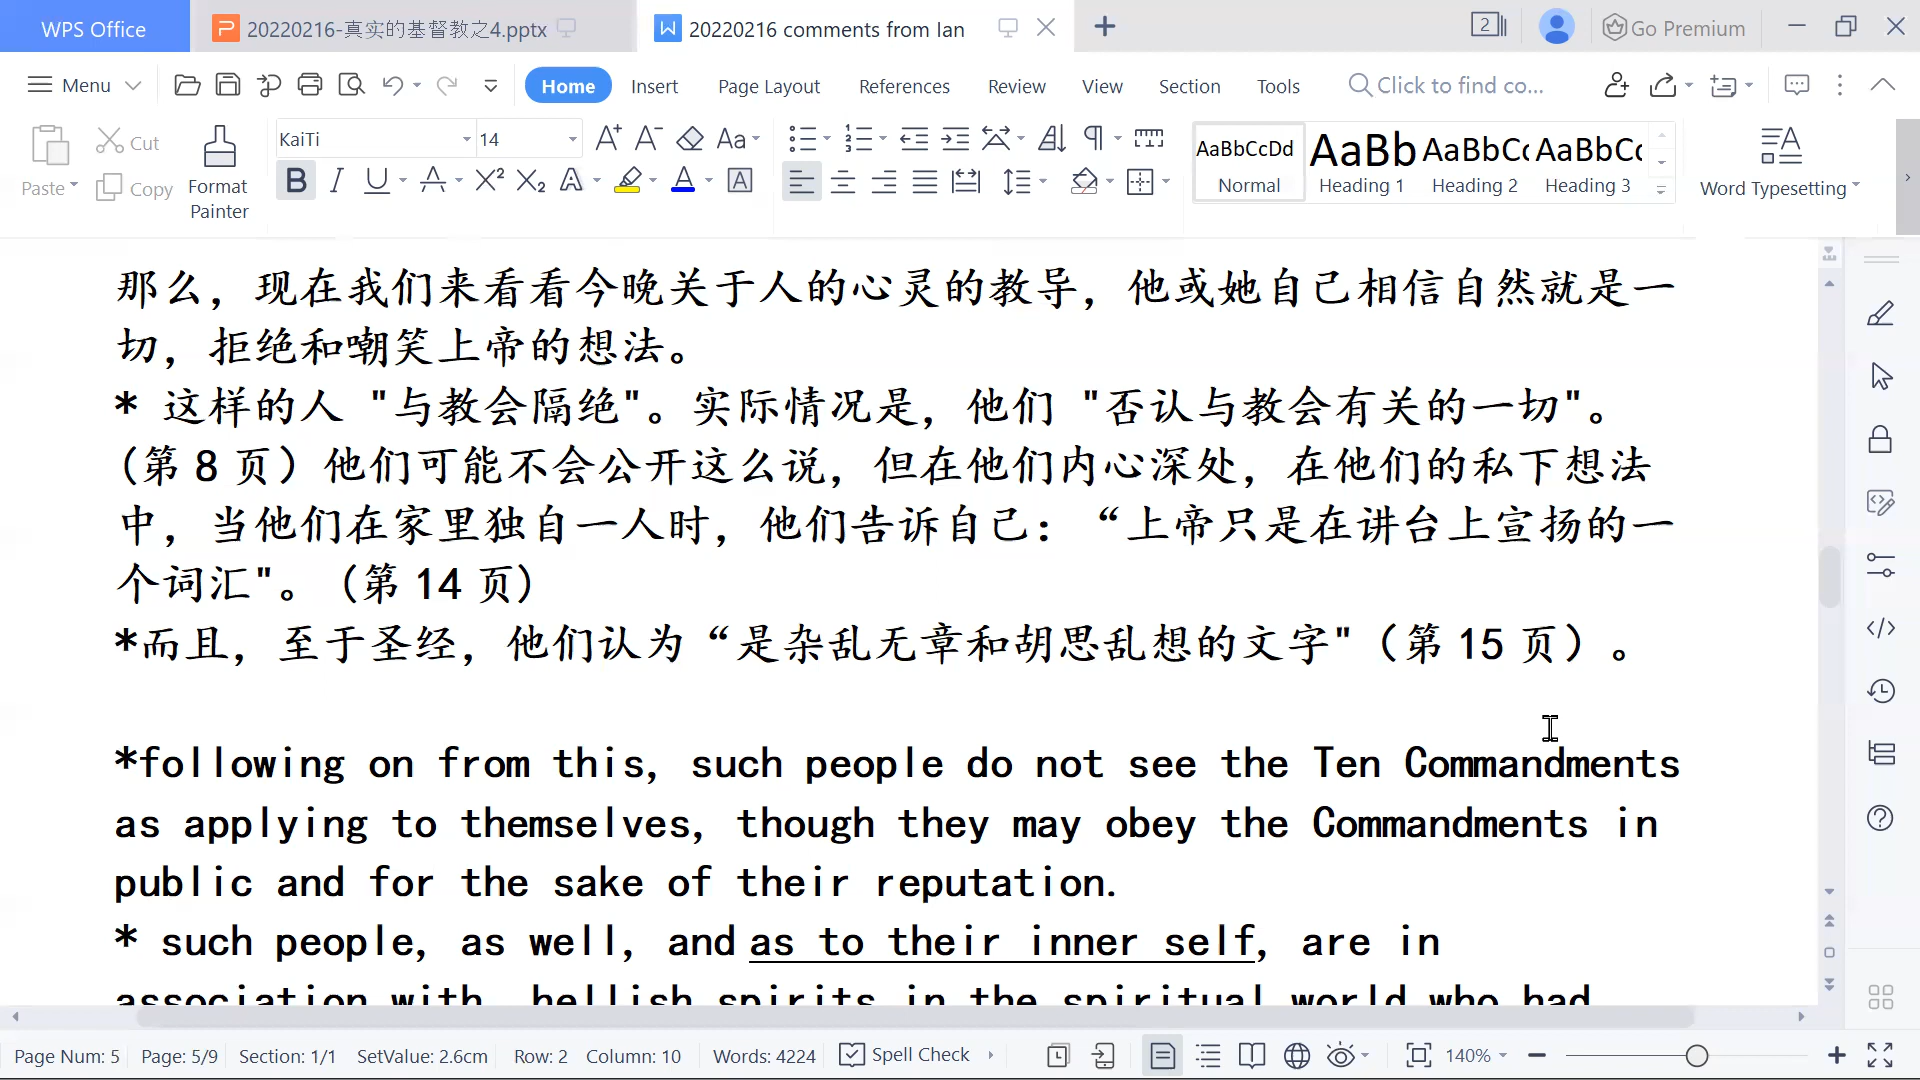 WPS Office
20220216-真实的基督教之4.pptx
20220216 comments from Ian
2
Go Premium
Menu
Home
Insert
Page Layout
References
Review
View
Section
Tools
Click to find co...
Paste
Cut
Copy
Format
Painter
KaiTi
14
AaBbCcDd
Normal
AaBb
Heading 1
AaBbCc
Heading 2
AaBbCc
Heading 3
Word Typesetting
那么，现在我们来看看今晚关于人的心灵的教导，他或她自己相信自然就是一
切，拒绝和嘲笑上帝的想法。
* 这样的人 "与教会隔绝"。实际情况是，他们 "否认与教会有关的一切"。
（第 8 页）他们可能不会公开这么说，但在他们内心深处，在他们的私下想法
中，当他们在家里独自一人时，他们告诉自己：“上帝只是在讲台上宣扬的一
个词汇"。（第 14 页）
*而且，至于圣经，他们认为“是杂乱无章和胡思乱想的文字"（第 15 页）。
*following on from this, such people do not see the Ten Commandments
as applying to themselves, though they may obey the Commandments in
public and for the sake of their reputation.
* such people, as well, and as to their inner self, are in
association with hellish spirits in the spiritual world who had
Page Num: 5
Page: 5/9
Section: 1/1
SetValue: 2.6cm
Row: 2
Column: 10
Words: 4224
Spell Check
140%